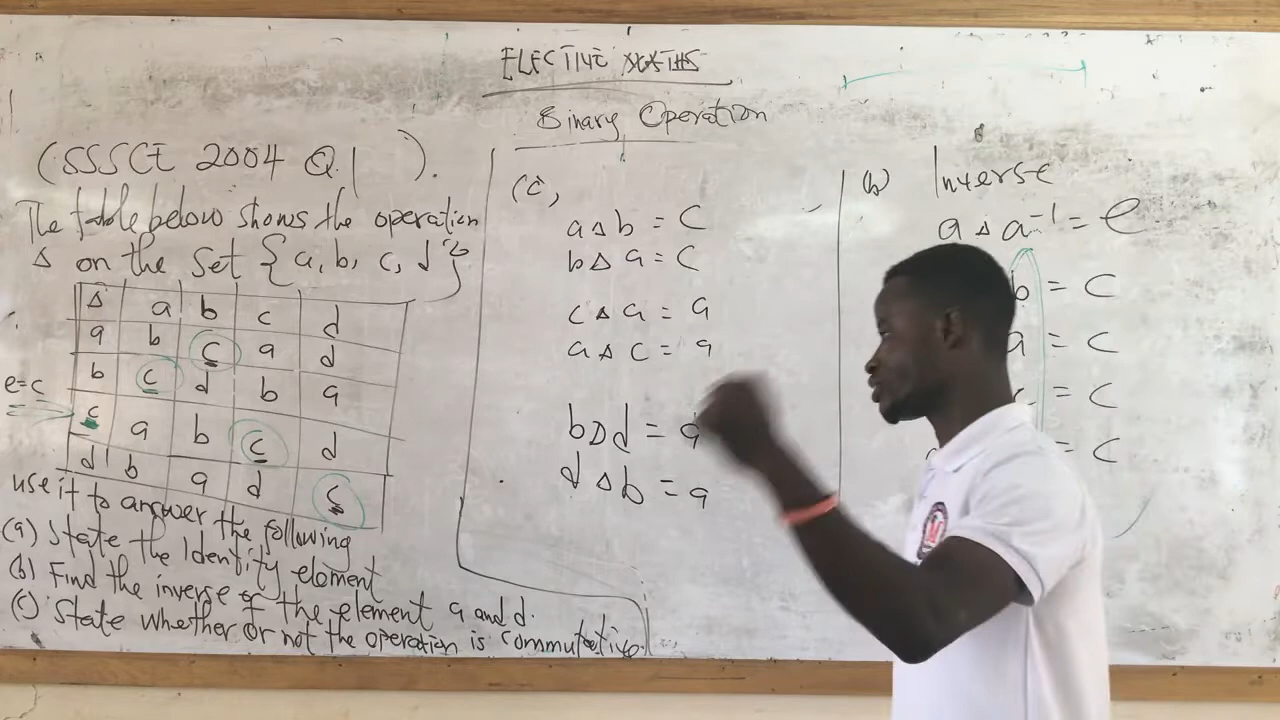 ELECTIVE MATHS
Binary Operation
(SSSCE 2004 Q.1 ).
The table below shows the operation
Δ on the set {a, b, c, d}
Δ a b c d
a b c a d
b c d b a
e=c
c a b c d
d b a d c
use it to answer the following
(a) State the Identity element
(b) Find the inverse of the element a and d.
(c) State whether or not the operation is commutative
(c,
a Δ b = c
b Δ a = c
c Δ a = a
a Δ c = a
b Δ d = a
d Δ b = a
(b) Inverse
a Δ a⁻¹ = e
b = c
a = c
c = c
= c